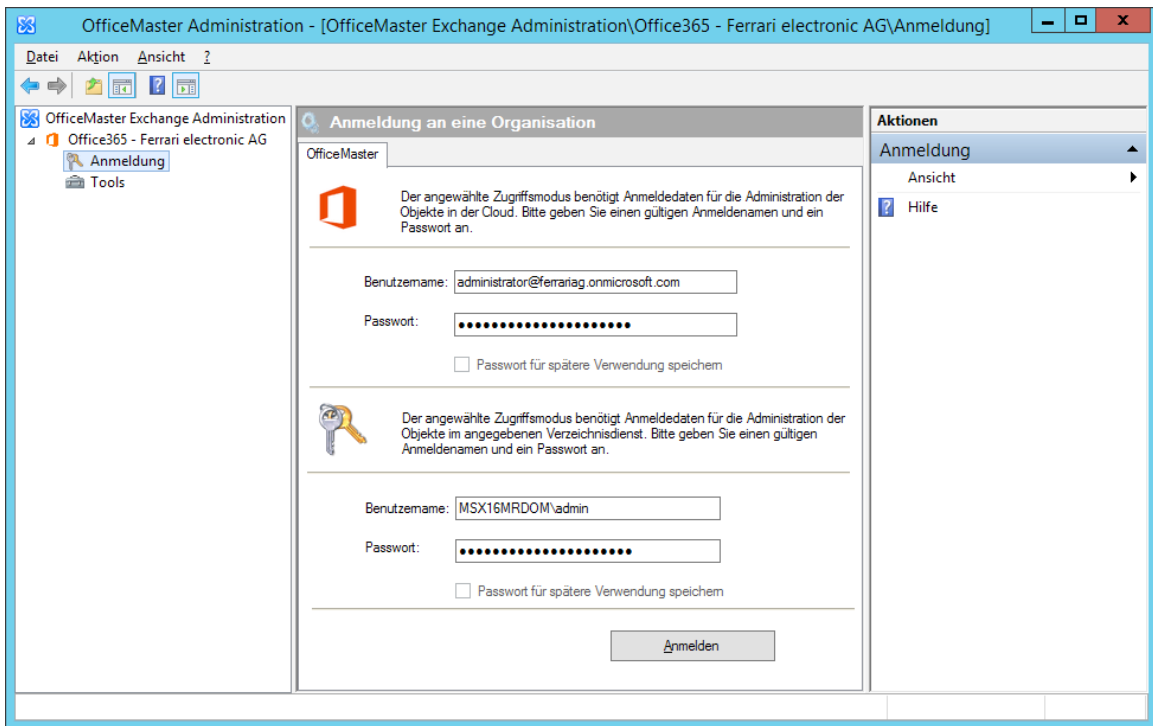 OfficeMaster Administration - [OfficeMaster Exchange Administration\Office365 - Ferrari electronic AG\Anmeldung]
Datei Aktion Ansicht ?
OfficeMaster Exchange Administration
Office365 - Ferrari electronic AG
Anmeldung
Tools
Anmeldung an eine Organisation
OfficeMaster
Der angewählte Zugriffsmodus benötigt Anmeldedaten für die Administration der
Objekte in der Cloud. Bitte geben Sie einen gültigen Anmeldenamen und ein
Passwort an.
Benutzername: administrator@ferrariag.onmicrosoft.com
Passwort: ●●●●●●●●●●●●●●●●●●●●●
Passwort für spätere Verwendung speichern
Der angewählte Zugriffsmodus benötigt Anmeldedaten für die Administration der
Objekte im angegebenen Verzeichnisdienst. Bitte geben Sie einen gültigen
Anmeldenamen und ein Passwort an.
Benutzername: MSX16MRDOM\admin
Passwort: ●●●●●●●●●●●●●●●●●●●●●
Passwort für spätere Verwendung speichern
Anmelden
Aktionen
Anmeldung
Ansicht
Hilfe